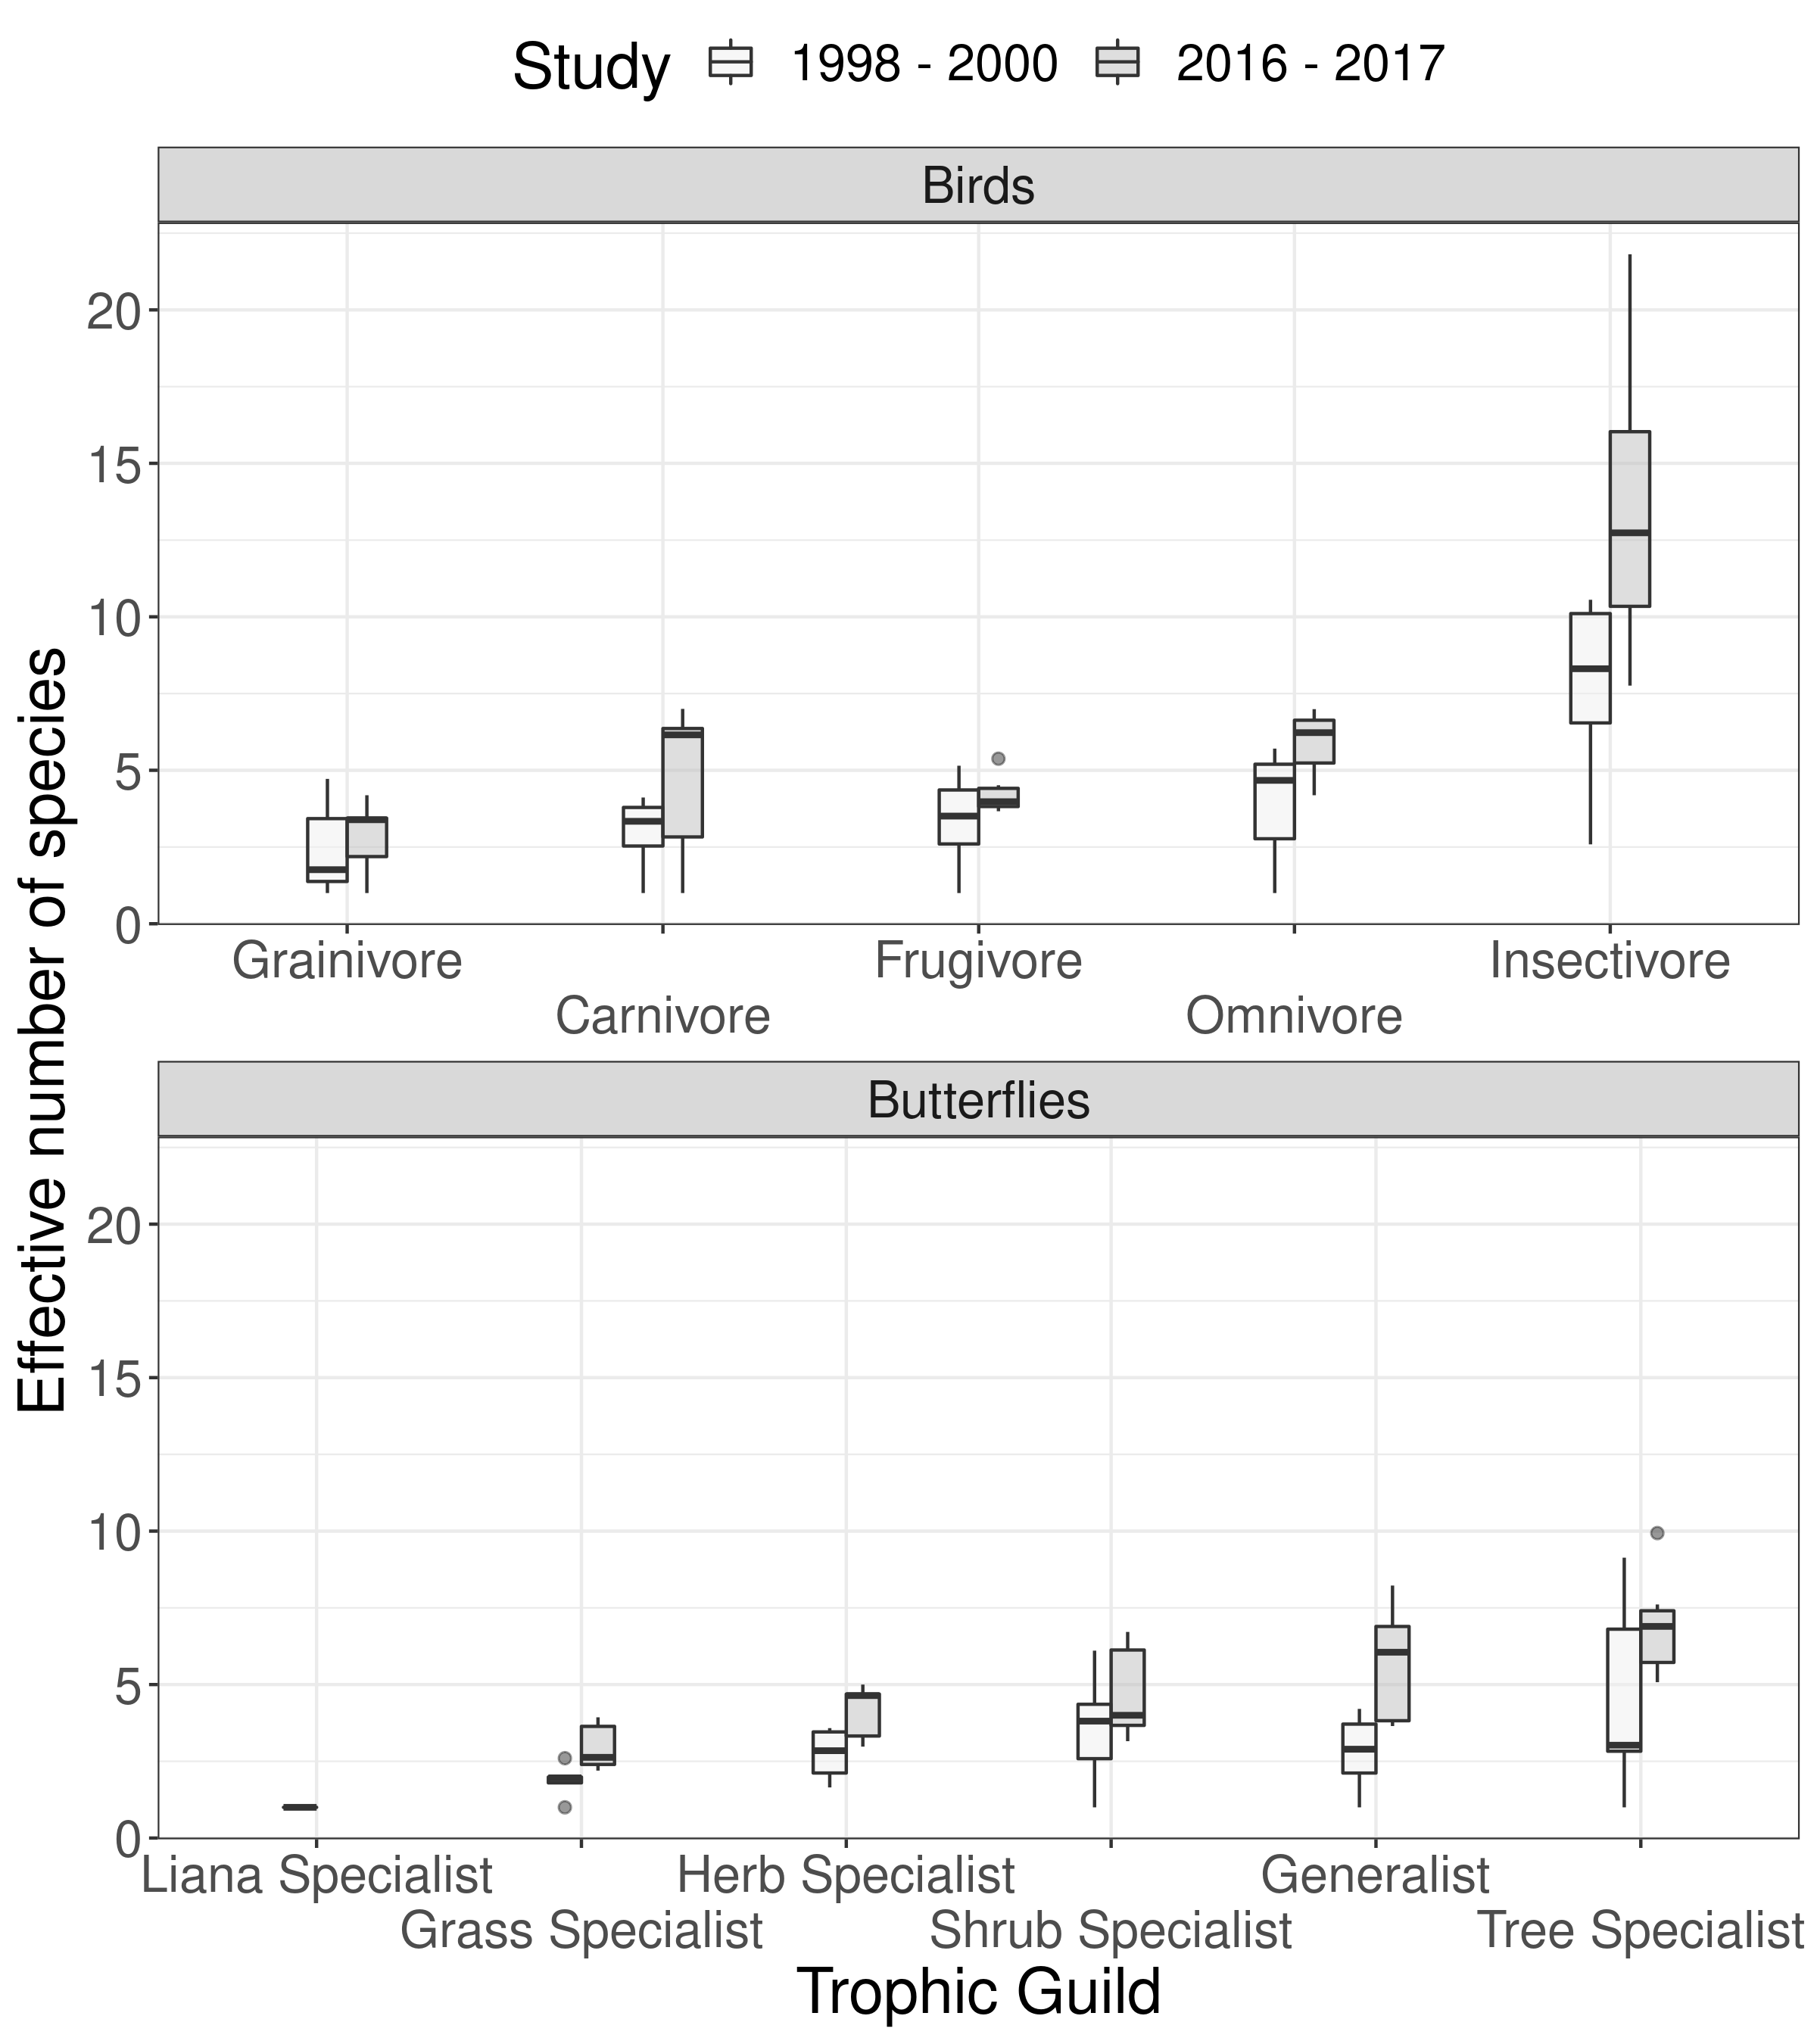 Study 1998 - 2000 2016 - 2017
Birds
20
15
10
5
0
Grainivore Frugivore Insectivore
Carnivore Omnivore
Effective number of species
Butterflies
20
15
10
5
0
Liana Specialist Herb Specialist Generalist
Grass Specialist Shrub Specialist Tree Specialist
Trophic Guild